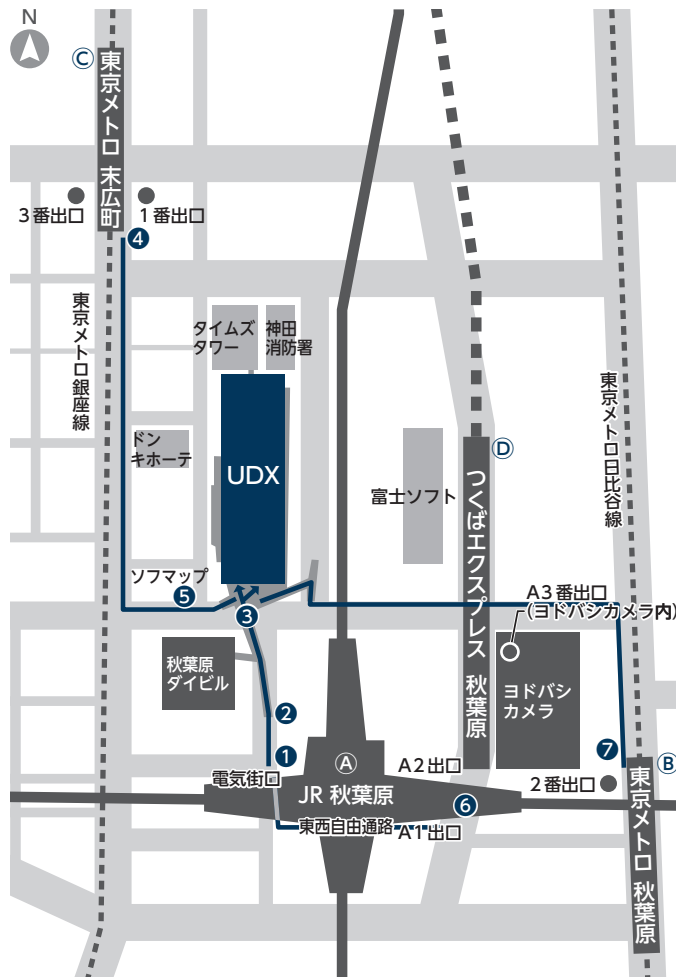 N
Ⓒ
東京メトロ 末広町
3番出口
1番出口
❹
東京メトロ銀座線
タイムズ
タワー
神田
消防署
ドン
キホーテ
UDX
富士ソフト
Ⓓ
つくばエクスプレス 秋葉原
東京メトロ日比谷線
ソフマップ
❺
❸
A3番出口
(ヨドバシカメラ内)
秋葉原
ダイビル
ヨドバシ
カメラ
❷
❶
電気街口
Ⓐ
JR 秋葉原
A2出口
❻
東西自由通路
A1出口
❼
2番出口
Ⓑ
東京メトロ 秋葉原